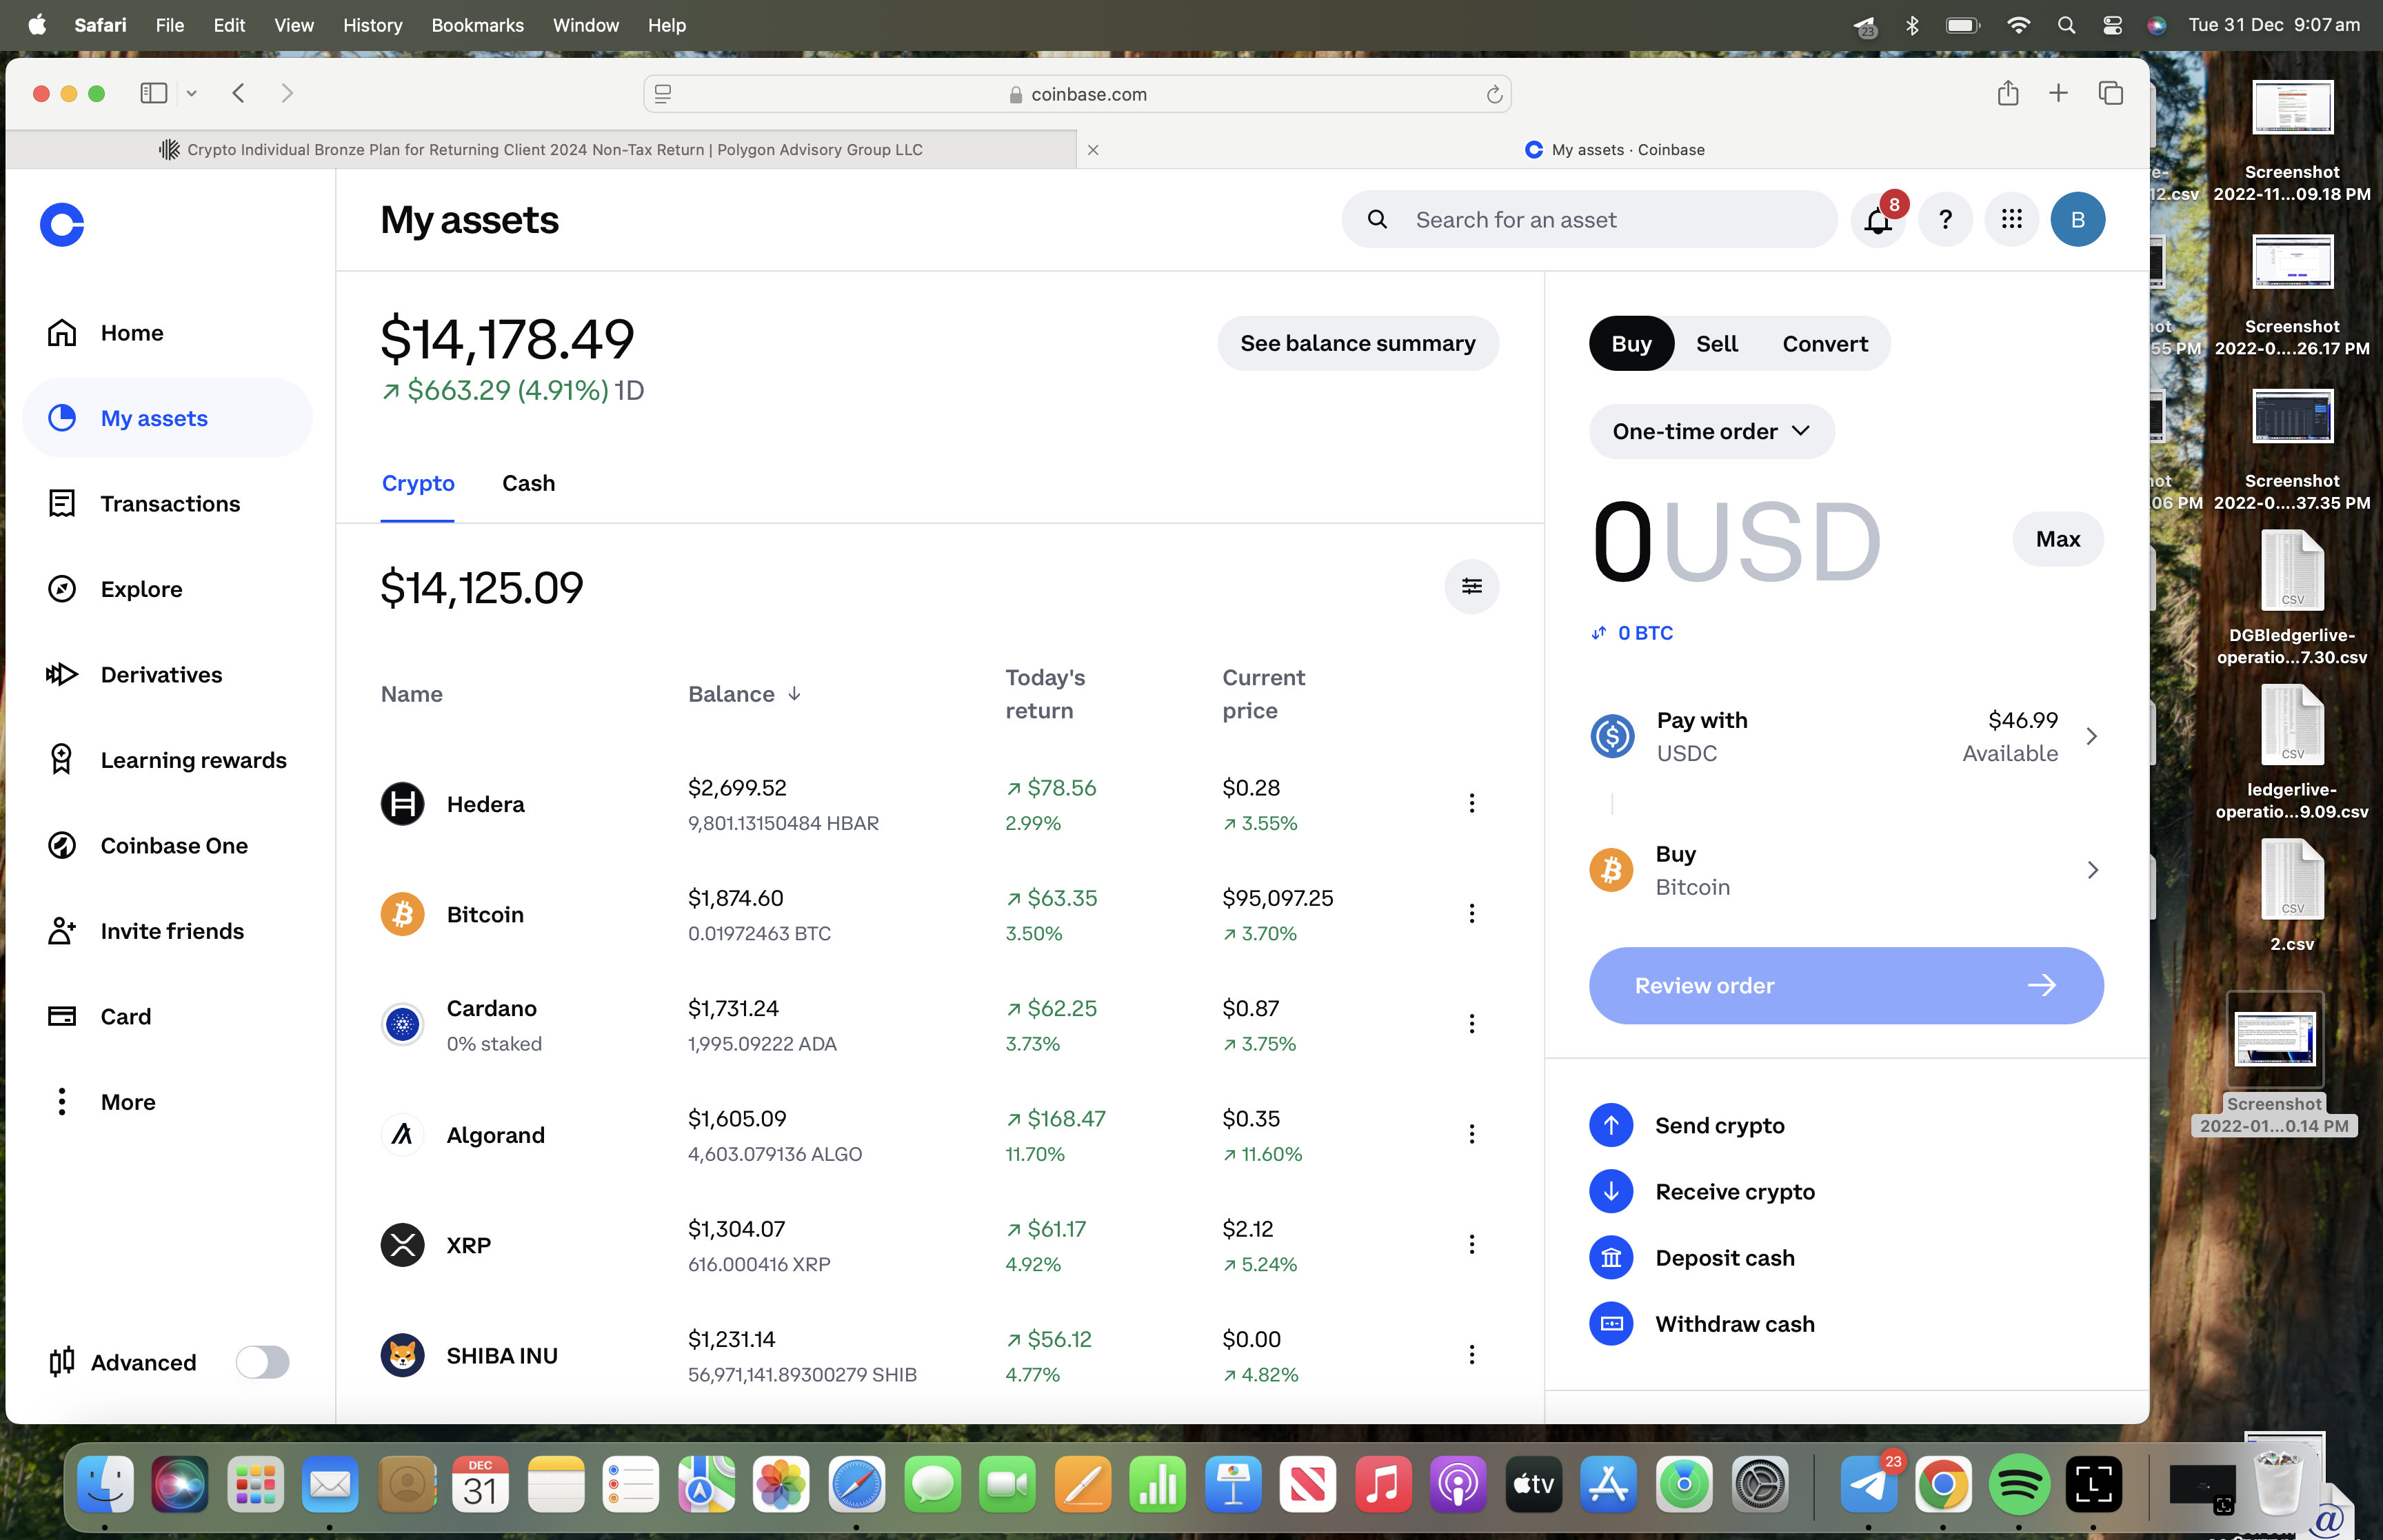 Safari File Edit View History Bookmarks Window Help
23
Tue 31 Dec 9:07 am
coinbase.com
Crypto Individual Bronze Plan for Returning Client 2024 Non-Tax Return | Polygon Advisory Group LLC
My assets · Coinbase
My assets
Search for an asset
8
?
B
Home
My assets
Transactions
Explore
Derivatives
Learning rewards
Coinbase One
Invite friends
Card
More
Advanced
$14,178.49
↗ $663.29 (4.91%) 1D
See balance summary
Crypto Cash
$14,125.09
Name
Balance ↓
Today's
return
Current
price
Hedera
$2,699.52
9,801.13150484 HBAR
↗ $78.56
2.99%
$0.28
↗ 3.55%
Bitcoin
$1,874.60
0.01972463 BTC
↗ $63.35
3.50%
$95,097.25
↗ 3.70%
Cardano
0% staked
$1,731.24
1,995.09222 ADA
↗ $62.25
3.73%
$0.87
↗ 3.75%
Algorand
$1,605.09
4,603.079136 ALGO
↗ $168.47
11.70%
$0.35
↗ 11.60%
XRP
$1,304.07
616.000416 XRP
↗ $61.17
4.92%
$2.12
↗ 5.24%
SHIBA INU
$1,231.14
56,971,141.89300279 SHIB
↗ $56.12
4.77%
$0.00
↗ 4.82%
Buy Sell Convert
One-time order
0USD
Max
0 BTC
Pay with
USDC
$46.99
Available
Buy
Bitcoin
Review order
Send crypto
Receive crypto
Deposit cash
Withdraw cash
Screenshot
2022-11...09.18 PM
12.csv
Screenshot
2022-0....26.17 PM
55 PM
Screenshot
2022-0....37.35 PM
06 PM
CSV
DGBledgerlive-
operatio...7.30.csv
CSV
ledgerlive-
operatio...9.09.csv
CSV
2.csv
Screenshot
2022-01...0.14 PM
DEC
31
tv
23